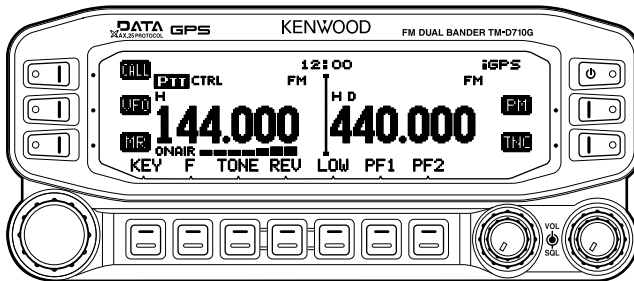 DATA GPS KENWOOD FM DUAL BANDER TM-D710G
AX.25 PROTOCOL
12:00 iGPS
CALL PTT CTRL FM FM
H H D
VFO 144.000 440.000 PM
MR TNC
ONAIR
KEY F TONE REV LOW PF1 PF2
VOL
SQL